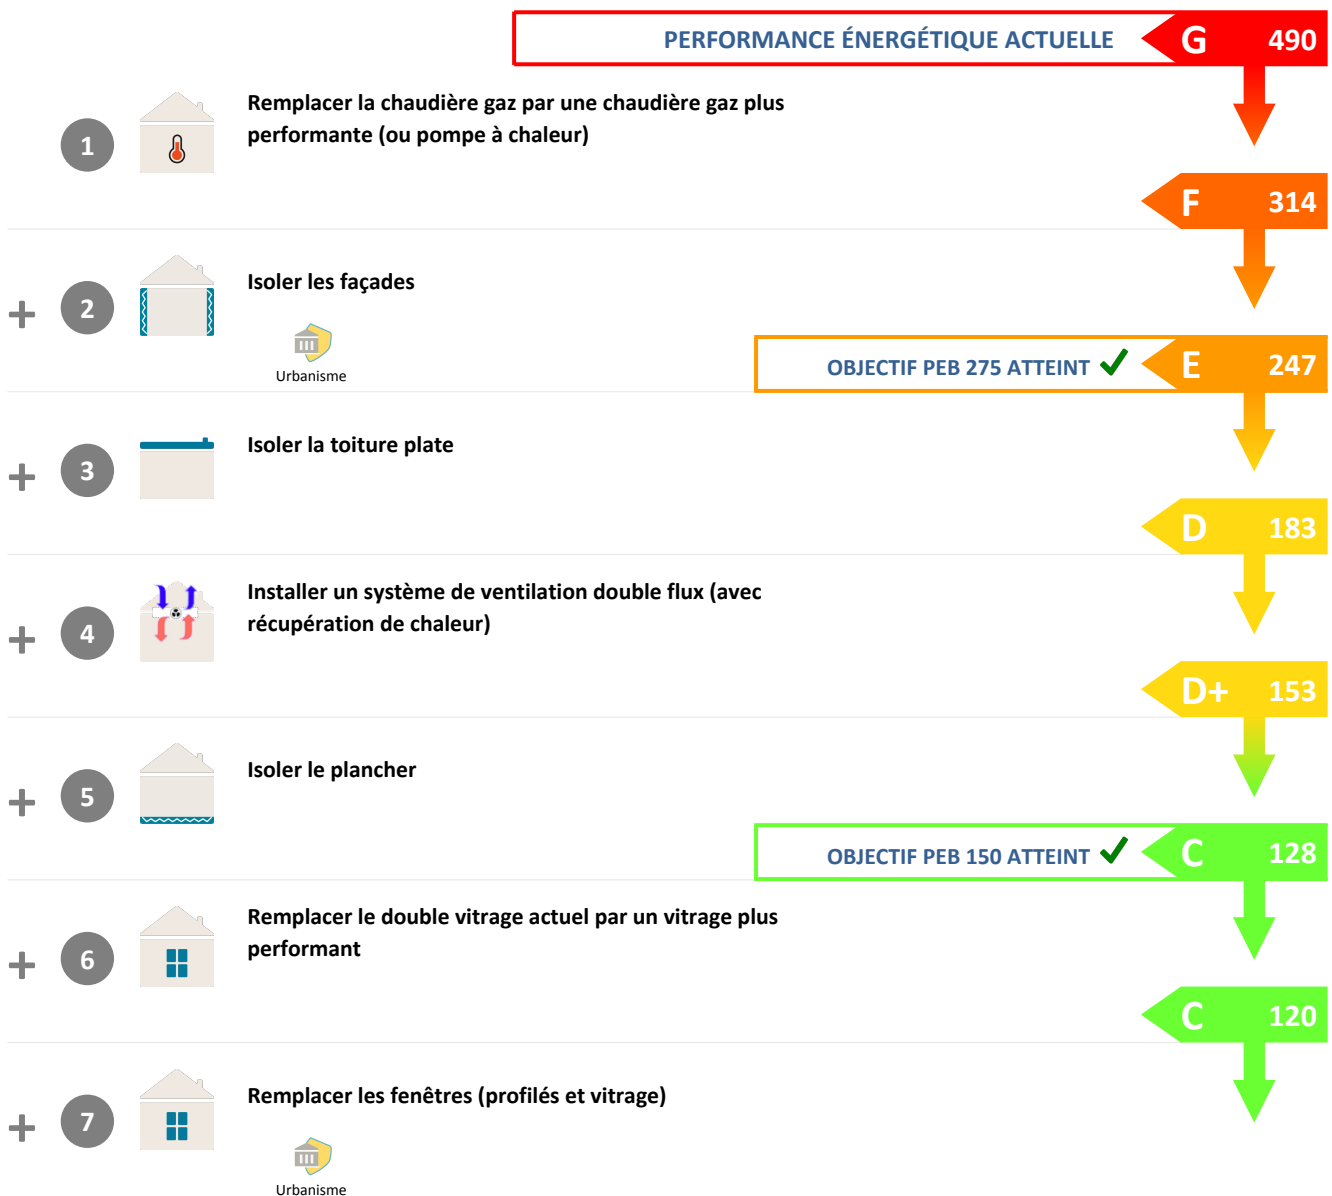 PERFORMANCE ÉNERGÉTIQUE ACTUELLE G 490
1 Remplacer la chaudière gaz par une chaudière gaz plus
performante (ou pompe à chaleur)
F 314
+ 2 Isoler les façades
Urbanisme
OBJECTIF PEB 275 ATTEINT ✓ E 247
+ 3 Isoler la toiture plate
D 183
+ 4 Installer un système de ventilation double flux (avec
récupération de chaleur)
D+ 153
+ 5 Isoler le plancher
OBJECTIF PEB 150 ATTEINT ✓ C 128
+ 6 Remplacer le double vitrage actuel par un vitrage plus
performant
C 120
+ 7 Remplacer les fenêtres (profilés et vitrage)
Urbanisme